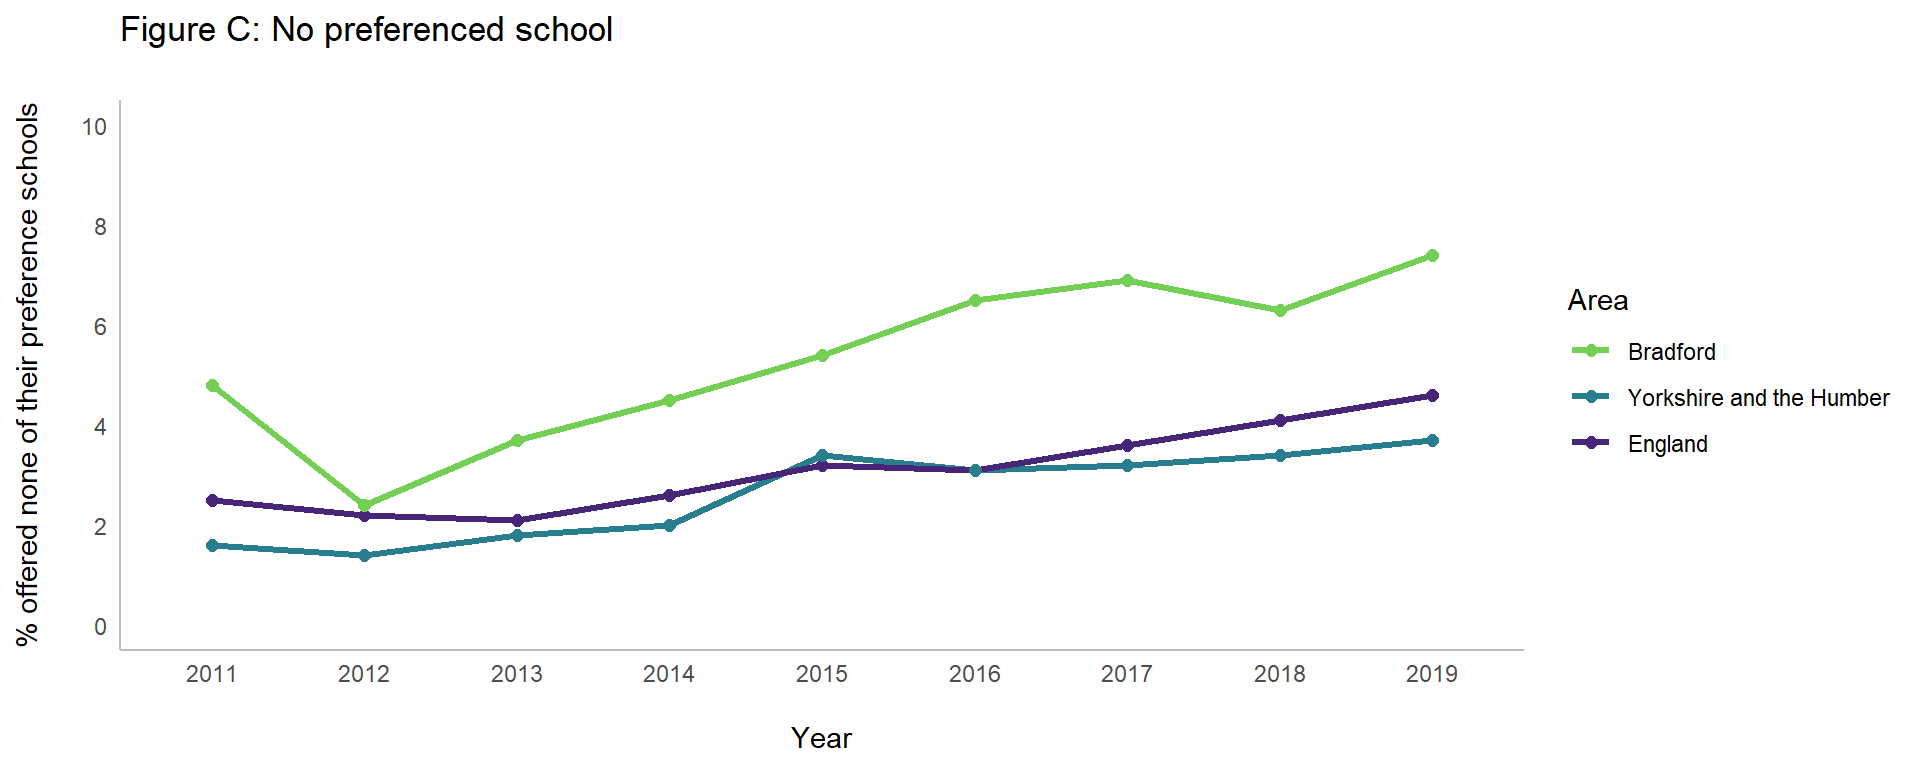 Figure C: No preferenced school
% offered none of their preference schools
10
8
6
4
2
0
2011 2012 2013 2014 2015 2016 2017 2018 2019
Year
Area
Bradford
Yorkshire and the Humber
England